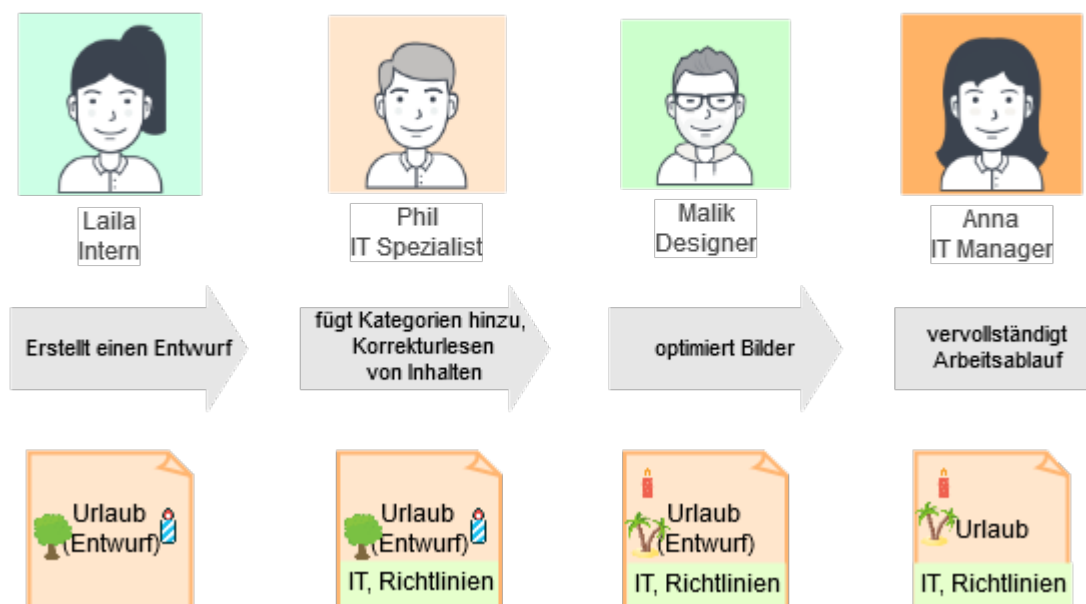 Laila
Intern
Phil
IT Spezialist
Malik
Designer
Anna
IT Manager
Erstellt einen Entwurf
fügt Kategorien hinzu,
Korrekturlesen
von Inhalten
optimiert Bilder
vervollständigt
Arbeitsablauf
Urlaub
(Entwurf)
Urlaub
(Entwurf)
IT, Richtlinien
Urlaub
(Entwurf)
IT, Richtlinien
Urlaub
IT, Richtlinien